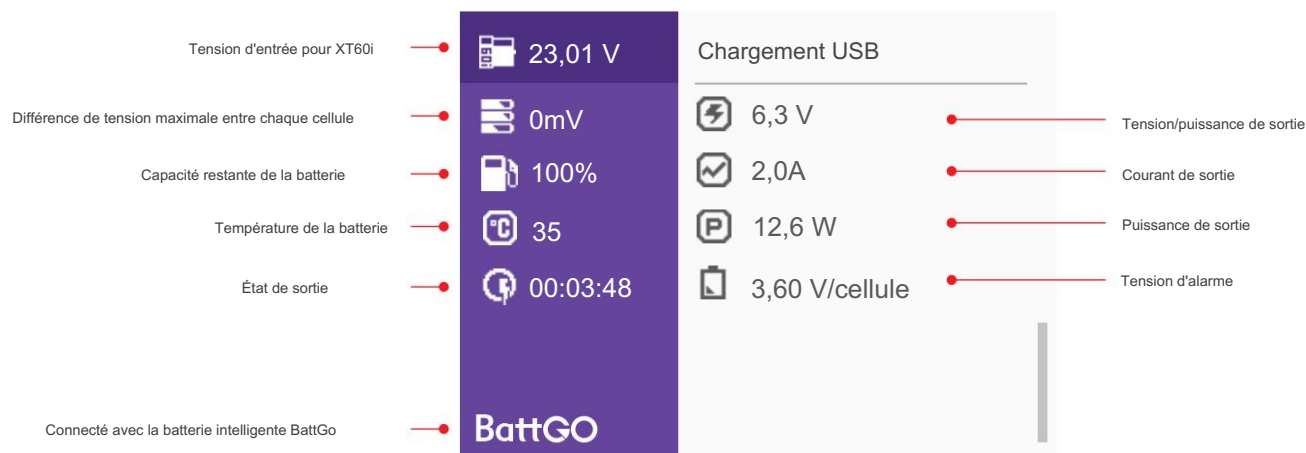 Tension d'entrée pour XT60i
Différence de tension maximale entre chaque cellule
Capacité restante de la batterie
Température de la batterie
État de sortie
Connecté avec la batterie intelligente BattGo
60i
23,01 V
0mV
100%
°C 35
00:03:48
BattGO
Chargement USB
6,3 V
2,0A
P 12,6 W
3,60 V/cellule
Tension/puissance de sortie
Courant de sortie
Puissance de sortie
Tension d'alarme